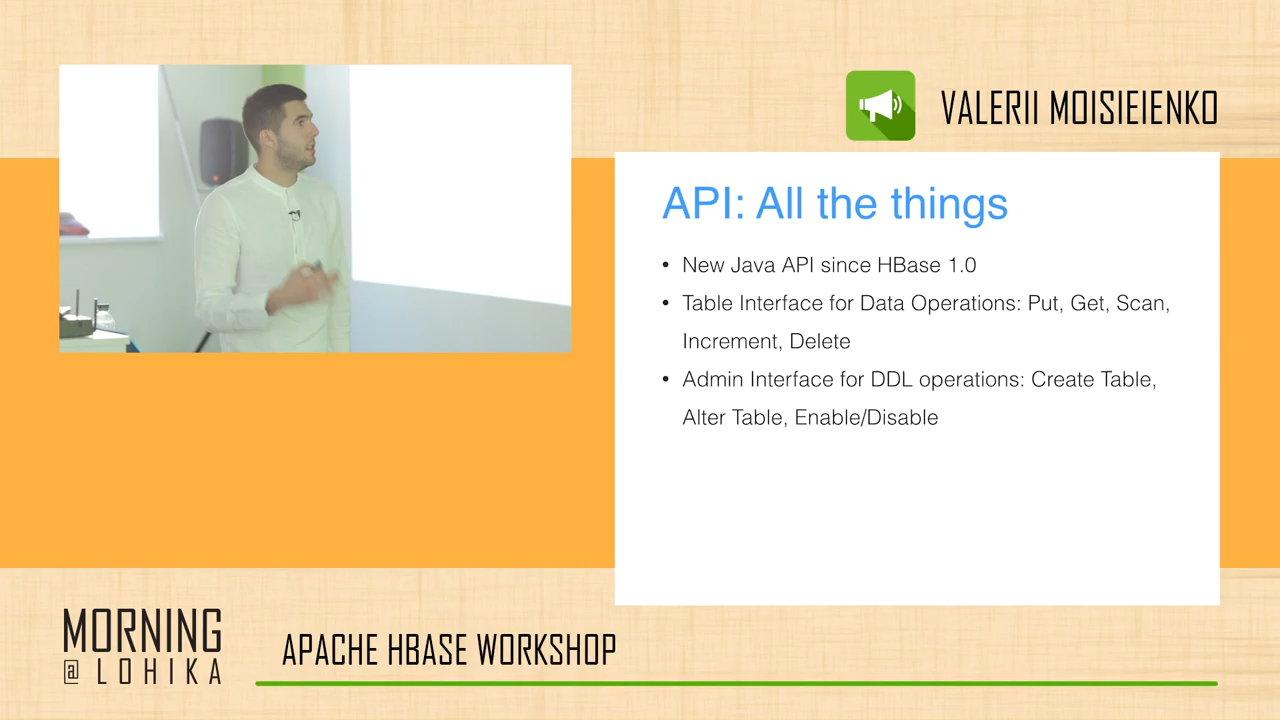 VALERII MOISIEIENKO
API: All the things
• New Java API since HBase 1.0
• Table Interface for Data Operations: Put, Get, Scan,
Increment, Delete
• Admin Interface for DDL operations: Create Table,
Alter Table, Enable/Disable
MORNING
@ LOHIKA
APACHE HBASE WORKSHOP